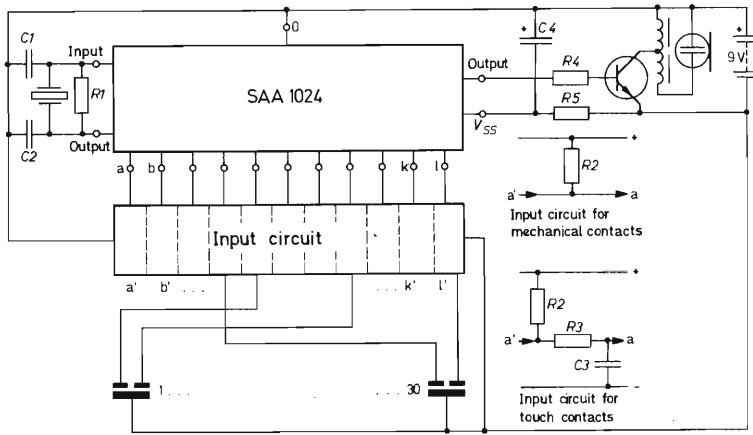 0
C1
Input
+
C4
+
9 V
R1
SAA 1024
Output
R4
C2
Output
VSS
R5
+
a
b
k
l
R2
a'
a
Input circuit for
mechanical contacts
Input circuit
a'
b'
. . .
. . .
k'
l'
+
R2
a'
R3
a
C3
1 . . .
. . . 30
Input circuit for
touch contacts